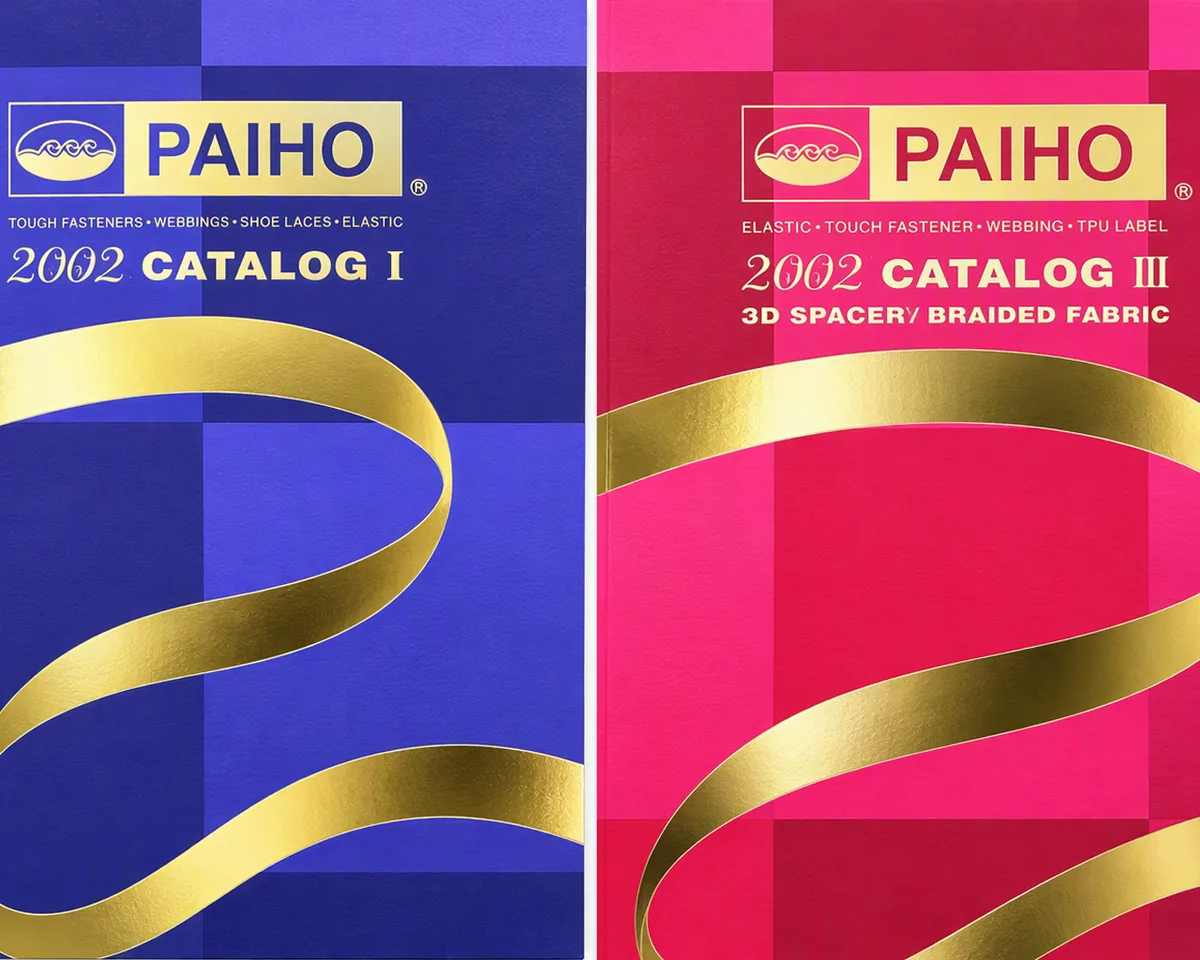 PAIHO
®
TOUGH FASTENERS • WEBBINGS • SHOE LACES • ELASTIC
2002 CATALOG I
PAIHO
®
ELASTIC • TOUCH FASTENER • WEBBING • TPU LABEL
2002 CATALOG III
3D SPACER/ BRAIDED FABRIC